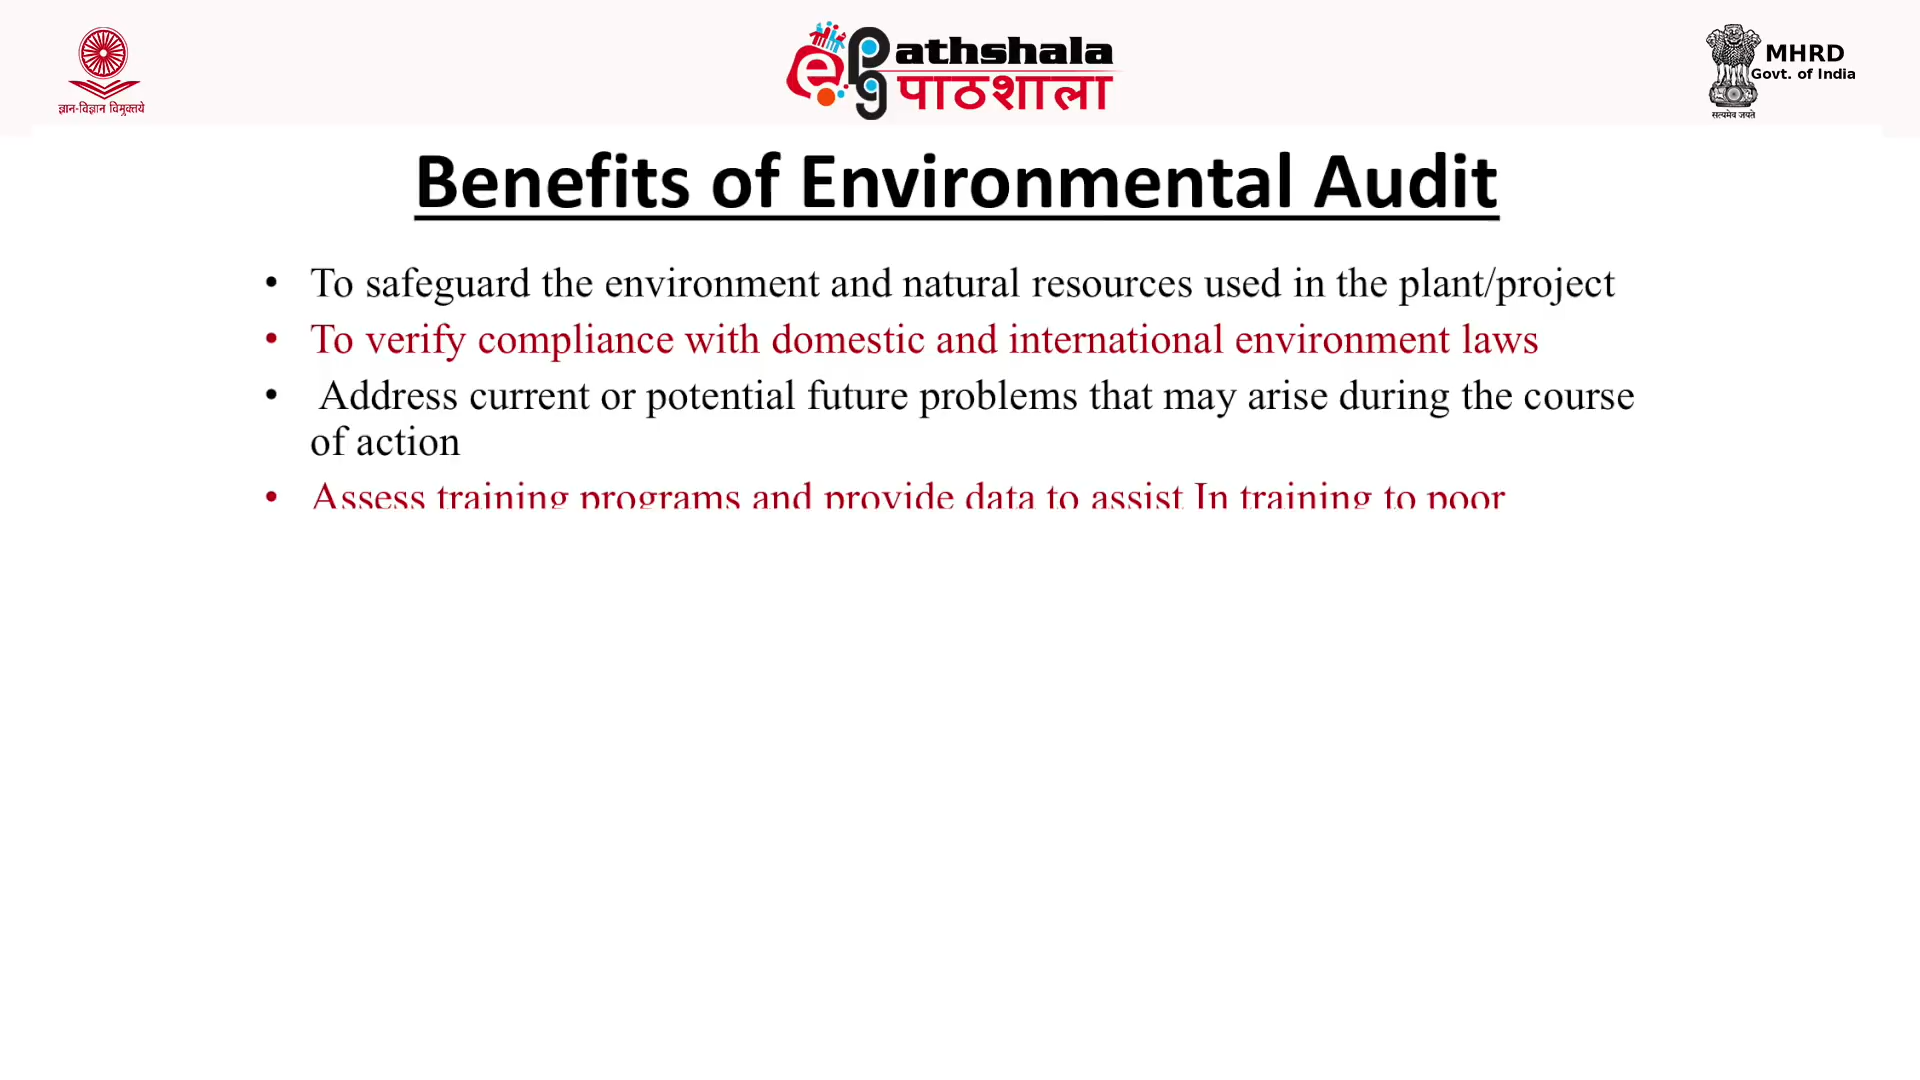 ज्ञान-विज्ञान विमुक्तये
ePGathshala
पाठशाला
MHRD
Govt. of India
सत्यमेव जयते
Benefits of Environmental Audit
• To safeguard the environment and natural resources used in the plant/project
• To verify compliance with domestic and international environment laws
• Address current or potential future problems that may arise during the course
of action
• Assess training programs and provide data to assist In training to poor